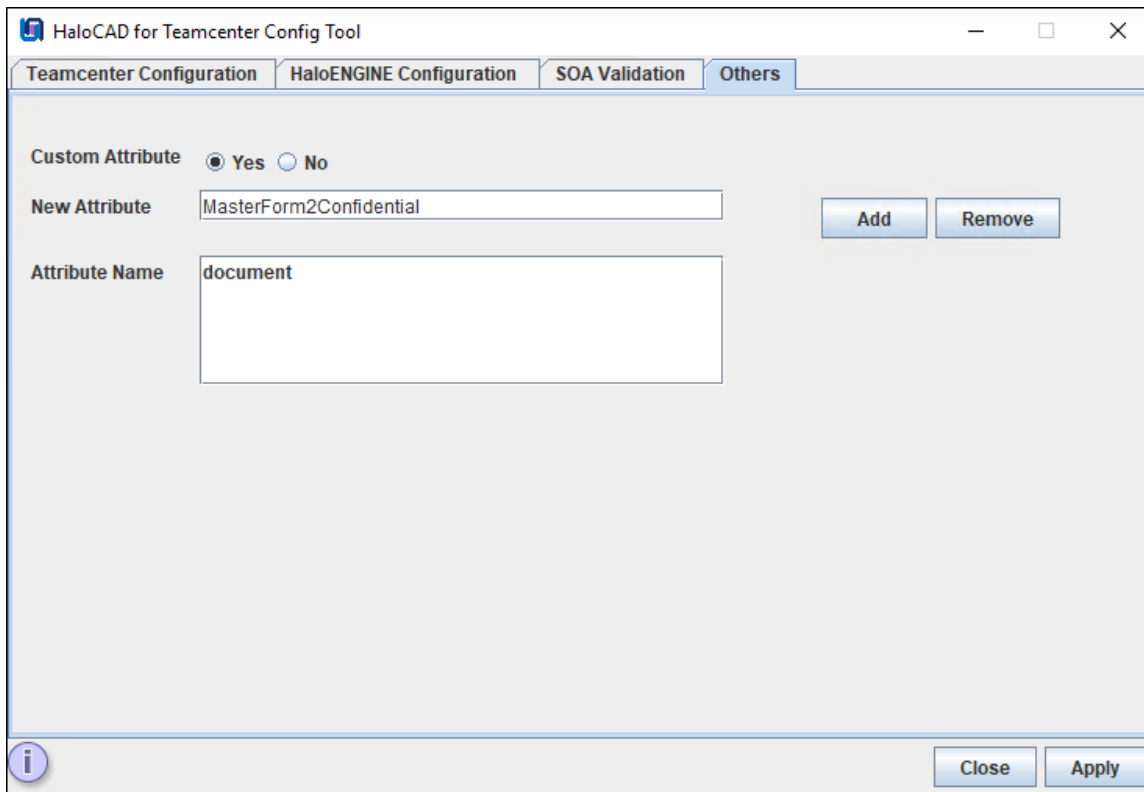 HaloCAD for Teamcenter Config Tool
Teamcenter Configuration HaloENGINE Configuration SOA Validation Others
Custom Attribute Yes No
New Attribute MasterForm2Confidential Add Remove
Attribute Name document
i
Close Apply